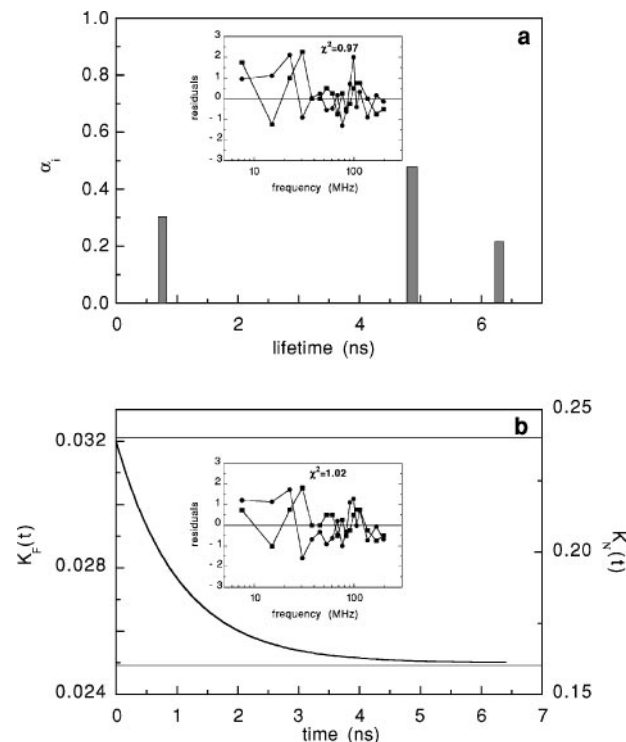 a
1.0
0.8
0.6
0.4
0.2
0.0
αi
0 2 4 6
lifetime (ns)
χ²=0.97
3
2
1
0
- 1
- 2
- 3
residuals
10 100
frequency (MHz)
b
0.032
0.028
0.024
KF(t)
0.25
0.20
0.15
KN(t)
0 1 2 3 4 5 6 7
time (ns)
χ²=1.02
3
2
1
0
- 1
- 2
- 3
residuals
10 100
frequency (MHz)